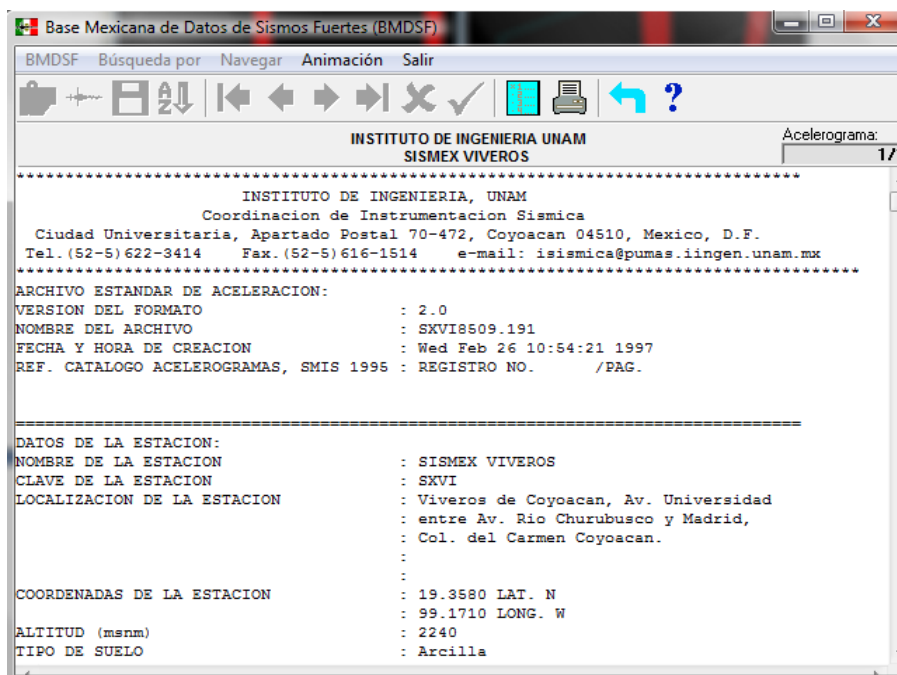 Base Mexicana de Datos de Sismos Fuertes (BMDSF)
BMDSF Búsqueda por Navegar Animación Salir
INSTITUTO DE INGENIERIA UNAM
SISMEX VIVEROS
Acelerograma:
1/
********************************************************************************
INSTITUTO DE INGENIERIA, UNAM
Coordinacion de Instrumentacion Sismica
Ciudad Universitaria, Apartado Postal 70-472, Coyoacan 04510, Mexico, D.F.
Tel.(52-5)622-3414 Fax.(52-5)616-1514 e-mail: isismica@pumas.iingen.unam.mx
**************************************************************************************
ARCHIVO ESTANDAR DE ACELERACION:
VERSION DEL FORMATO : 2.0
NOMBRE DEL ARCHIVO : SXVI8509.191
FECHA Y HORA DE CREACION : Wed Feb 26 10:54:21 1997
REF. CATALOGO ACELEROGRAMAS, SMIS 1995 : REGISTRO NO. /PAG.
================================================================================
DATOS DE LA ESTACION:
NOMBRE DE LA ESTACION : SISMEX VIVEROS
CLAVE DE LA ESTACION : SXVI
LOCALIZACION DE LA ESTACION : Viveros de Coyoacan, Av. Universidad
: entre Av. Rio Churubusco y Madrid,
: Col. del Carmen Coyoacan.
:
:
COORDENADAS DE LA ESTACION : 19.3580 LAT. N
: 99.1710 LONG. W
ALTITUD (msnm) : 2240
TIPO DE SUELO : Arcilla